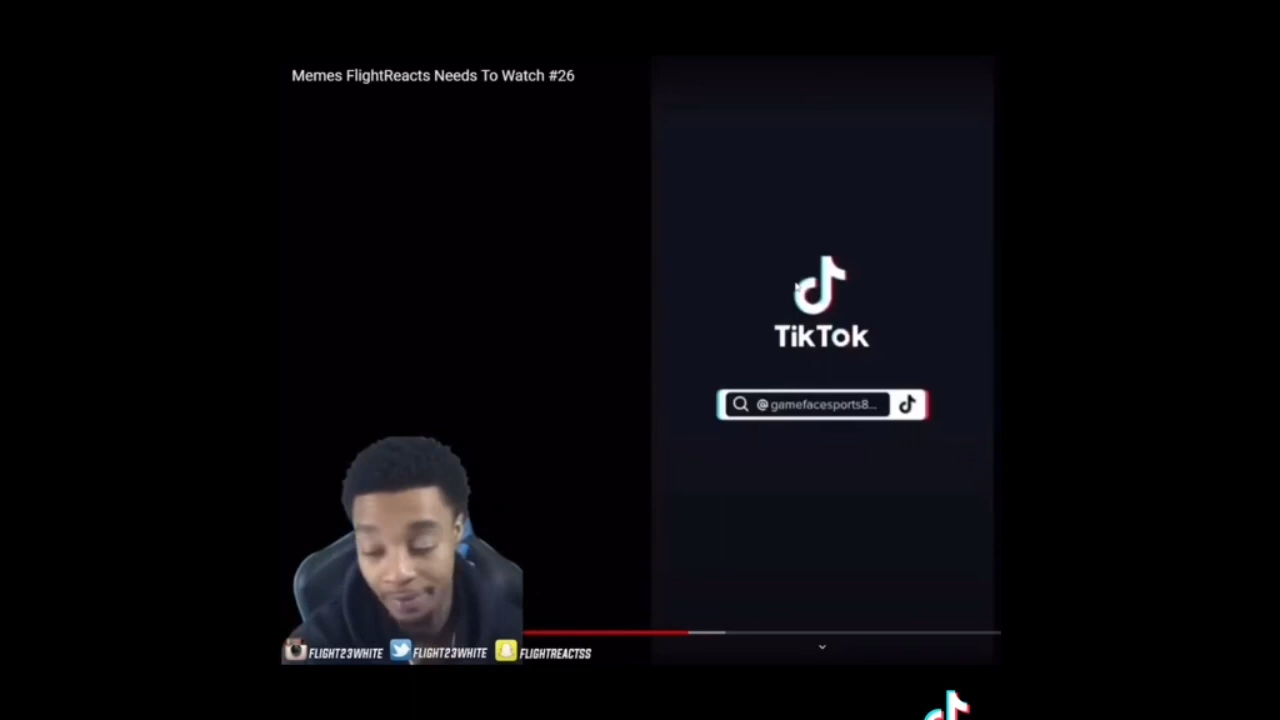 Memes FlightReacts Needs To Watch #26
TikTok
@gamefacesports8...
FLIGHT23WHITE FLIGHT23WHITE FLIGHTREACTSS